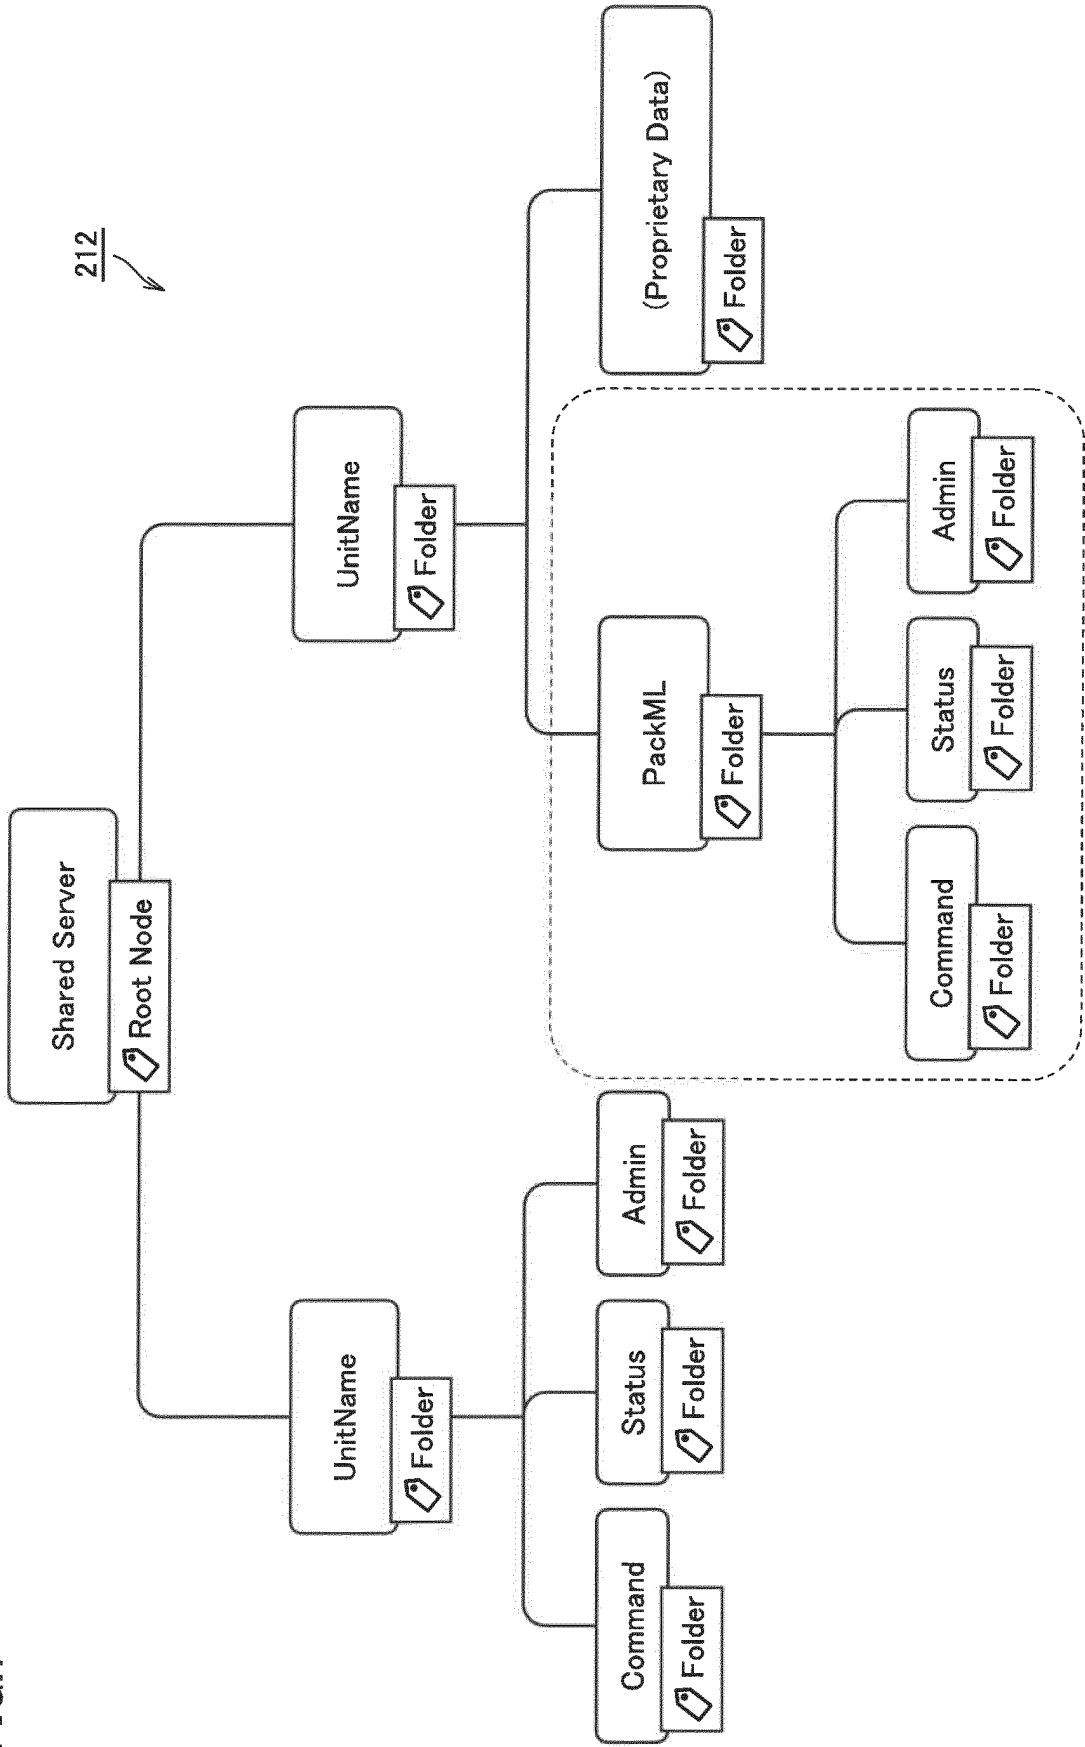 212
Shared Server
Root Node
UnitName
Folder
UnitName
Folder
Command
Folder
Status
Folder
Admin
Folder
PackML
Folder
(Proprietary Data)
Folder
Command
Folder
Status
Folder
Admin
Folder